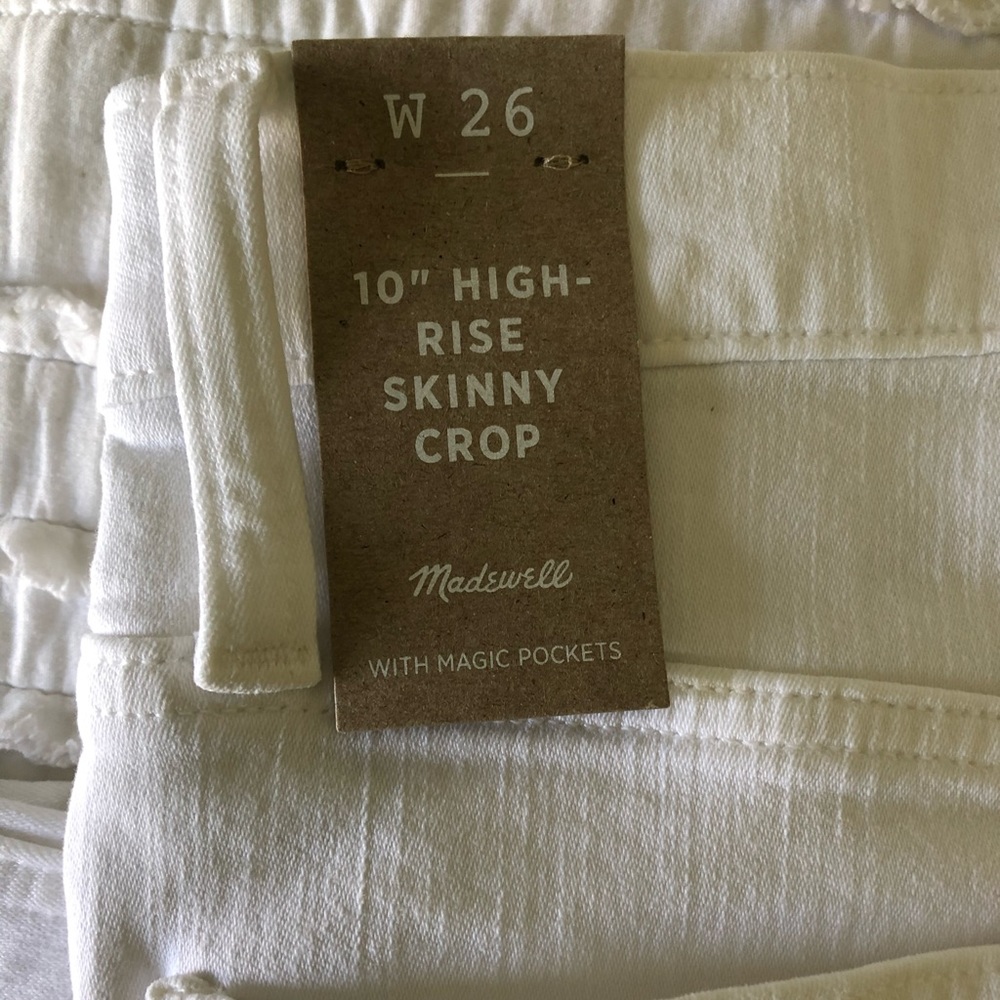 W 26
10" HIGH-
RISE
SKINNY
CROP
Madewell
WITH MAGIC POCKETS